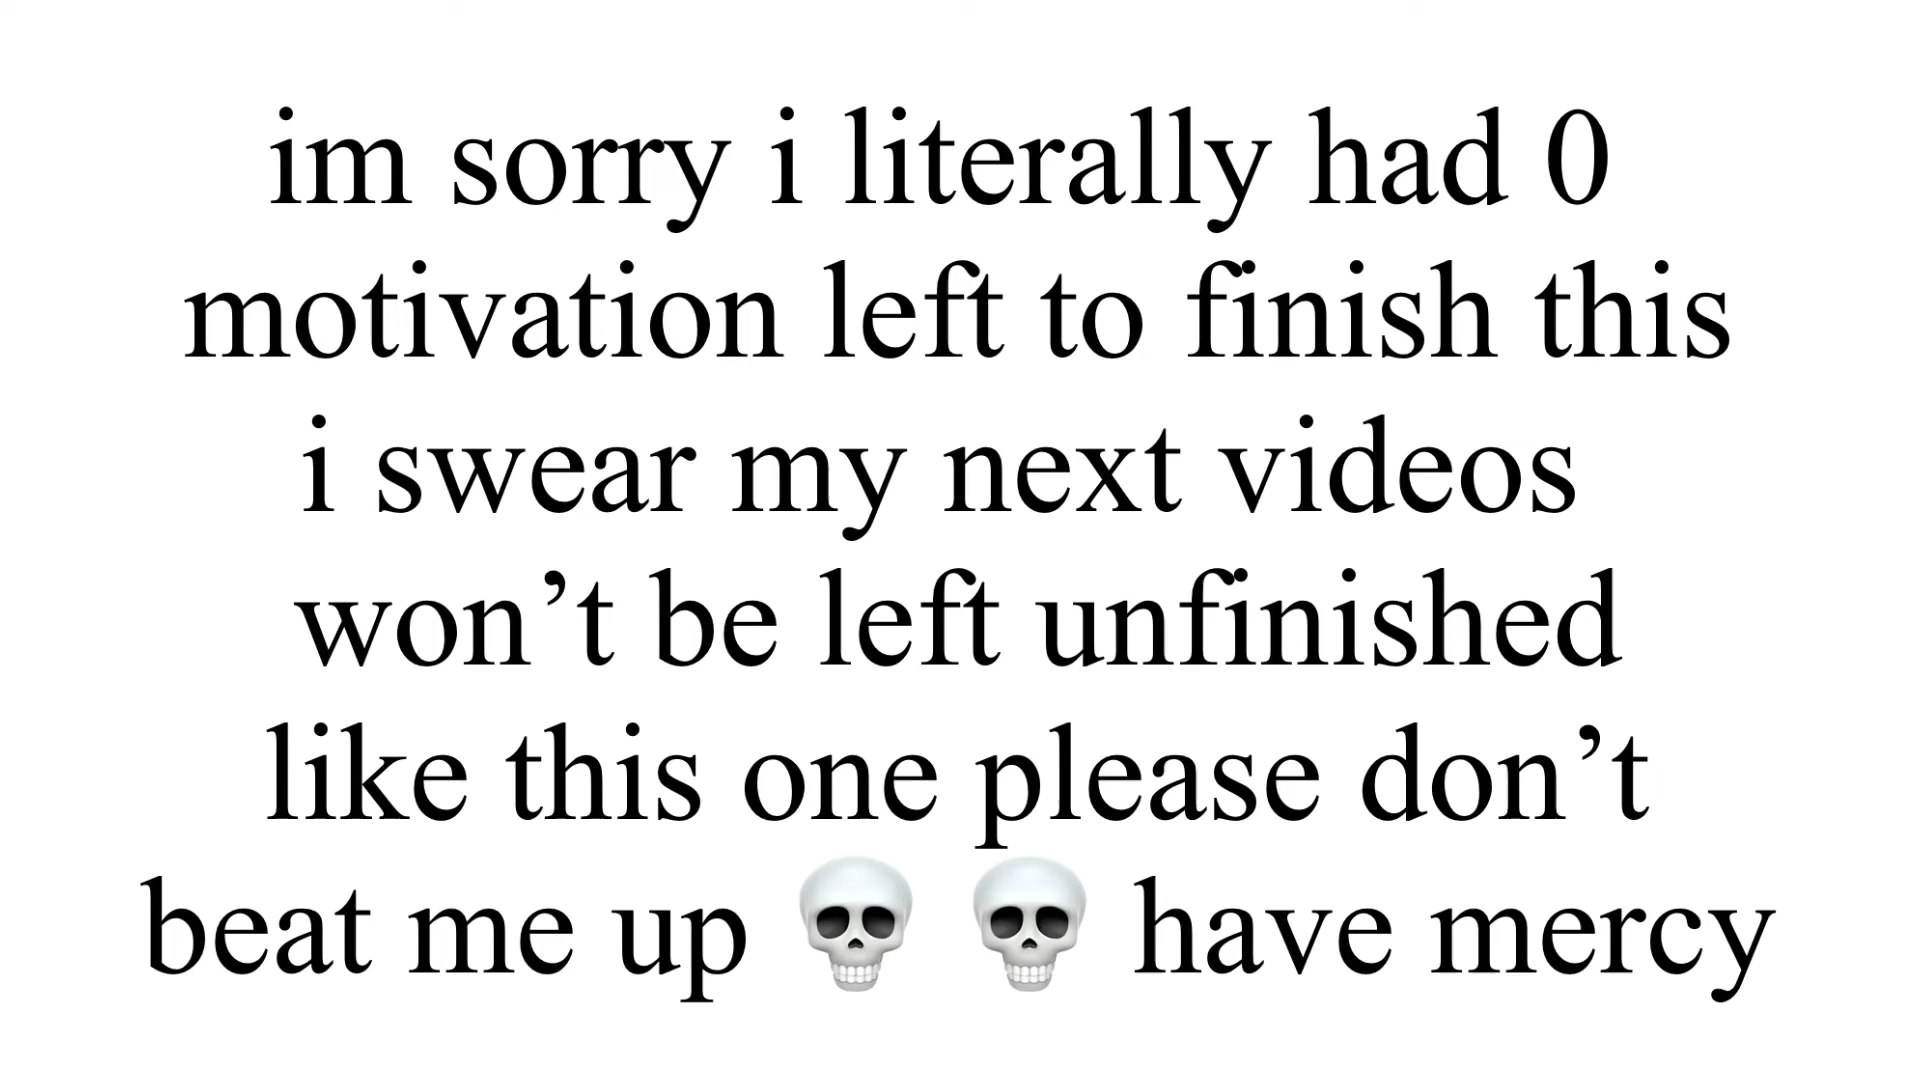 im sorry i literally had 0
motivation left to finish this
i swear my next videos
won’t be left unfinished
like this one please don’t
beat me up 💀 💀 have mercy